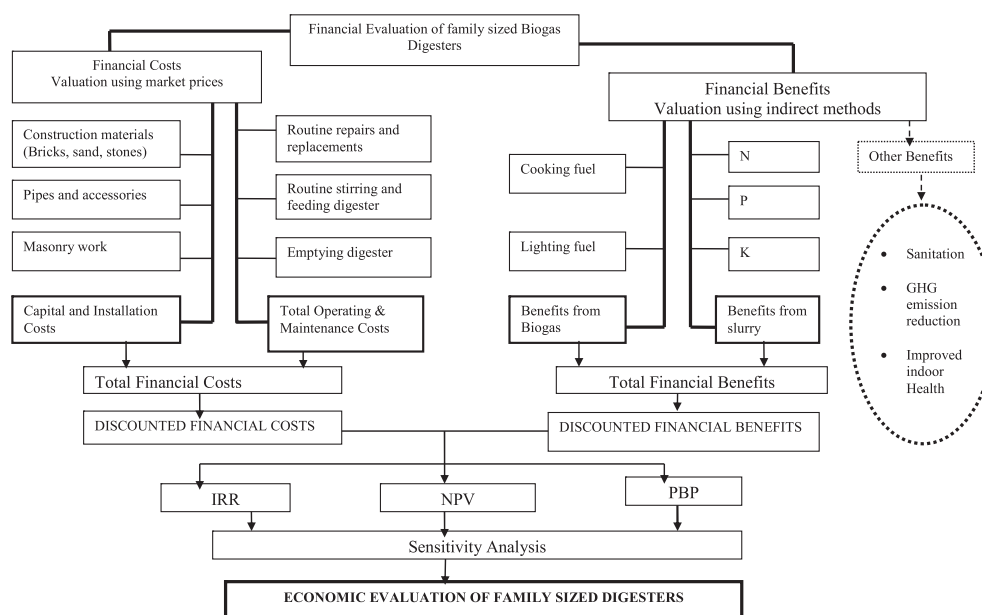 Financial Evaluation of family sized Biogas
Digesters
Financial Costs
Valuation using market prices
Financial Benefits
Valuation using indirect methods
Construction materials
(Bricks, sand, stones)
Routine repairs and
replacements
Pipes and accessories
Routine stirring and
feeding digester
Masonry work
Emptying digester
Capital and Installation
Costs
Total Operating &
Maintenance Costs
Cooking fuel
N
P
Lighting fuel
K
Benefits from
Biogas
Benefits from
slurry
Other Benefits
• Sanitation
• GHG
emission
reduction
• Improved
indoor
Health
Total Financial Costs
Total Financial Benefits
DISCOUNTED FINANCIAL COSTS
DISCOUNTED FINANCIAL BENEFITS
IRR
NPV
PBP
Sensitivity Analysis
ECONOMIC EVALUATION OF FAMILY SIZED DIGESTERS